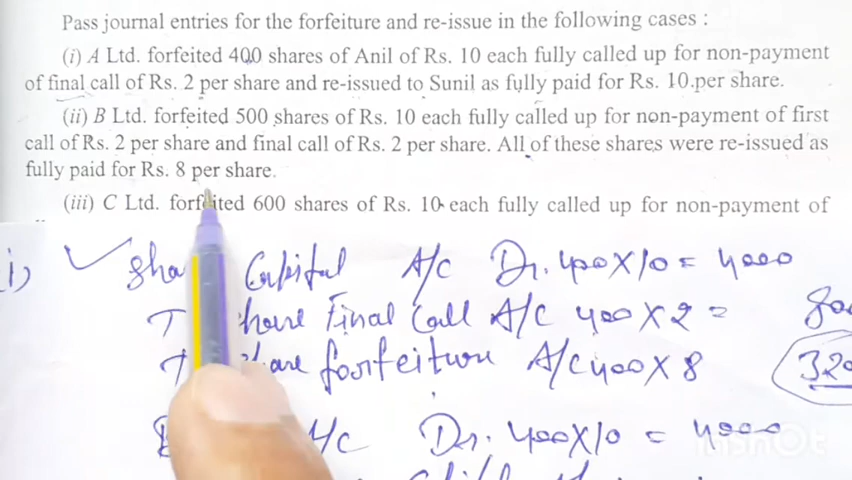 Pass journal entries for the forfeiture and re-issue in the following cases :
(i) A Ltd. forfeited 400 shares of Anil of Rs. 10 each fully called up for non-payment
of final call of Rs. 2 per share and re-issued to Sunil as fully paid for Rs. 10 per share.
(ii) B Ltd. forfeited 500 shares of Rs. 10 each fully called up for non-payment of first
call of Rs. 2 per share and final call of Rs. 2 per share. All of these shares were re-issued as
fully paid for Rs. 8 per share.
(iii) C Ltd. forfeited 600 shares of Rs. 10 each fully called up for non-payment of
i) Capital A/C Dr. 400X10 = 4000
Final Call A/C 400 X 2 =
forfeiture A/C 400 X 8 320
A/C Dr. 400X10 = 4000